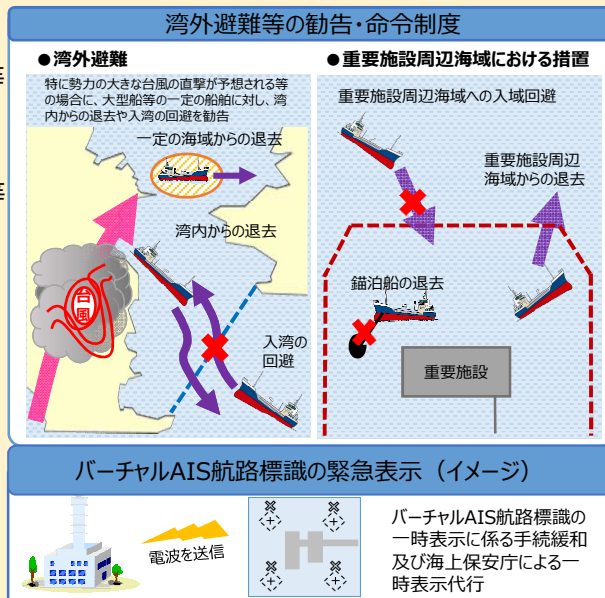 湾外避難等の勧告・命令制度
●湾外避難
特に勢力の大きな台風の直撃が予想される等
の場合に、大型船等の一定の船舶に対し、湾
内からの退去や入湾の回避を勧告
一定の海域からの退去
湾内からの退去
台風
入湾の
回避
●重要施設周辺海域における措置
重要施設周辺海域への入域回避
重要施設周辺
海域からの退去
錨泊船の退去
重要施設
等
等
バーチャルAIS航路標識の緊急表示（イメージ）
電波を送信
バーチャルAIS航路標識の
一時表示に係る手続緩和
及び海上保安庁による一
時表示代行